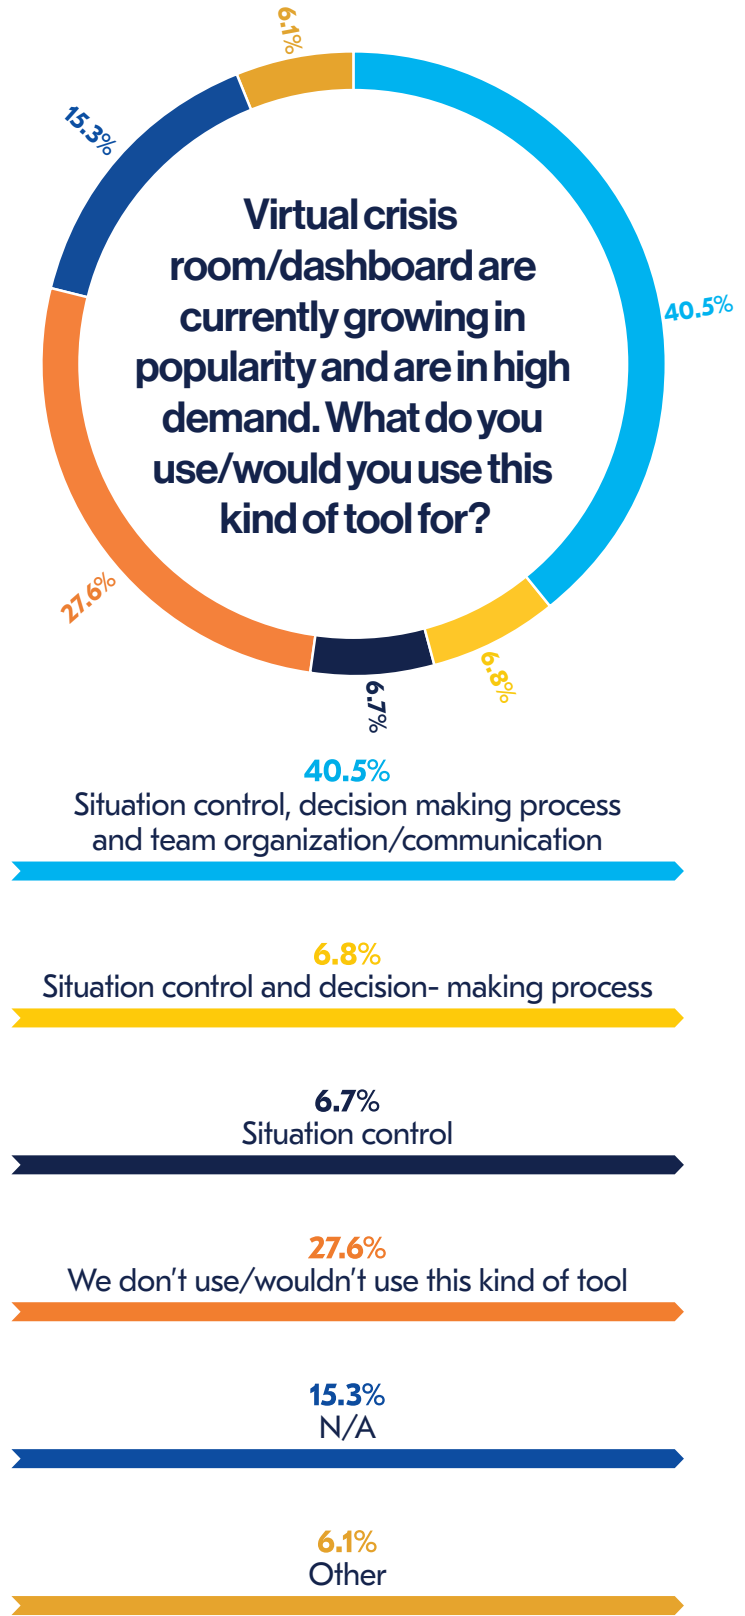 6.1%
15.3%
40.5%
27.6%
6.8%
6.7%
Virtual crisis
room/dashboard are
currently growing in
popularity and are in high
demand. What do you
use/would you use this
kind of tool for?
40.5%
Situation control, decision making process
and team organization/communication
6.8%
Situation control and decision- making process
6.7%
Situation control
27.6%
We don't use/wouldn't use this kind of tool
15.3%
N/A
6.1%
Other